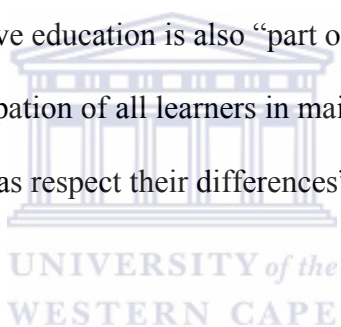 ve education is also “part o
pation of all learners in mai
as respect their differences”
UNIVERSITY of the
WESTERN CAPE